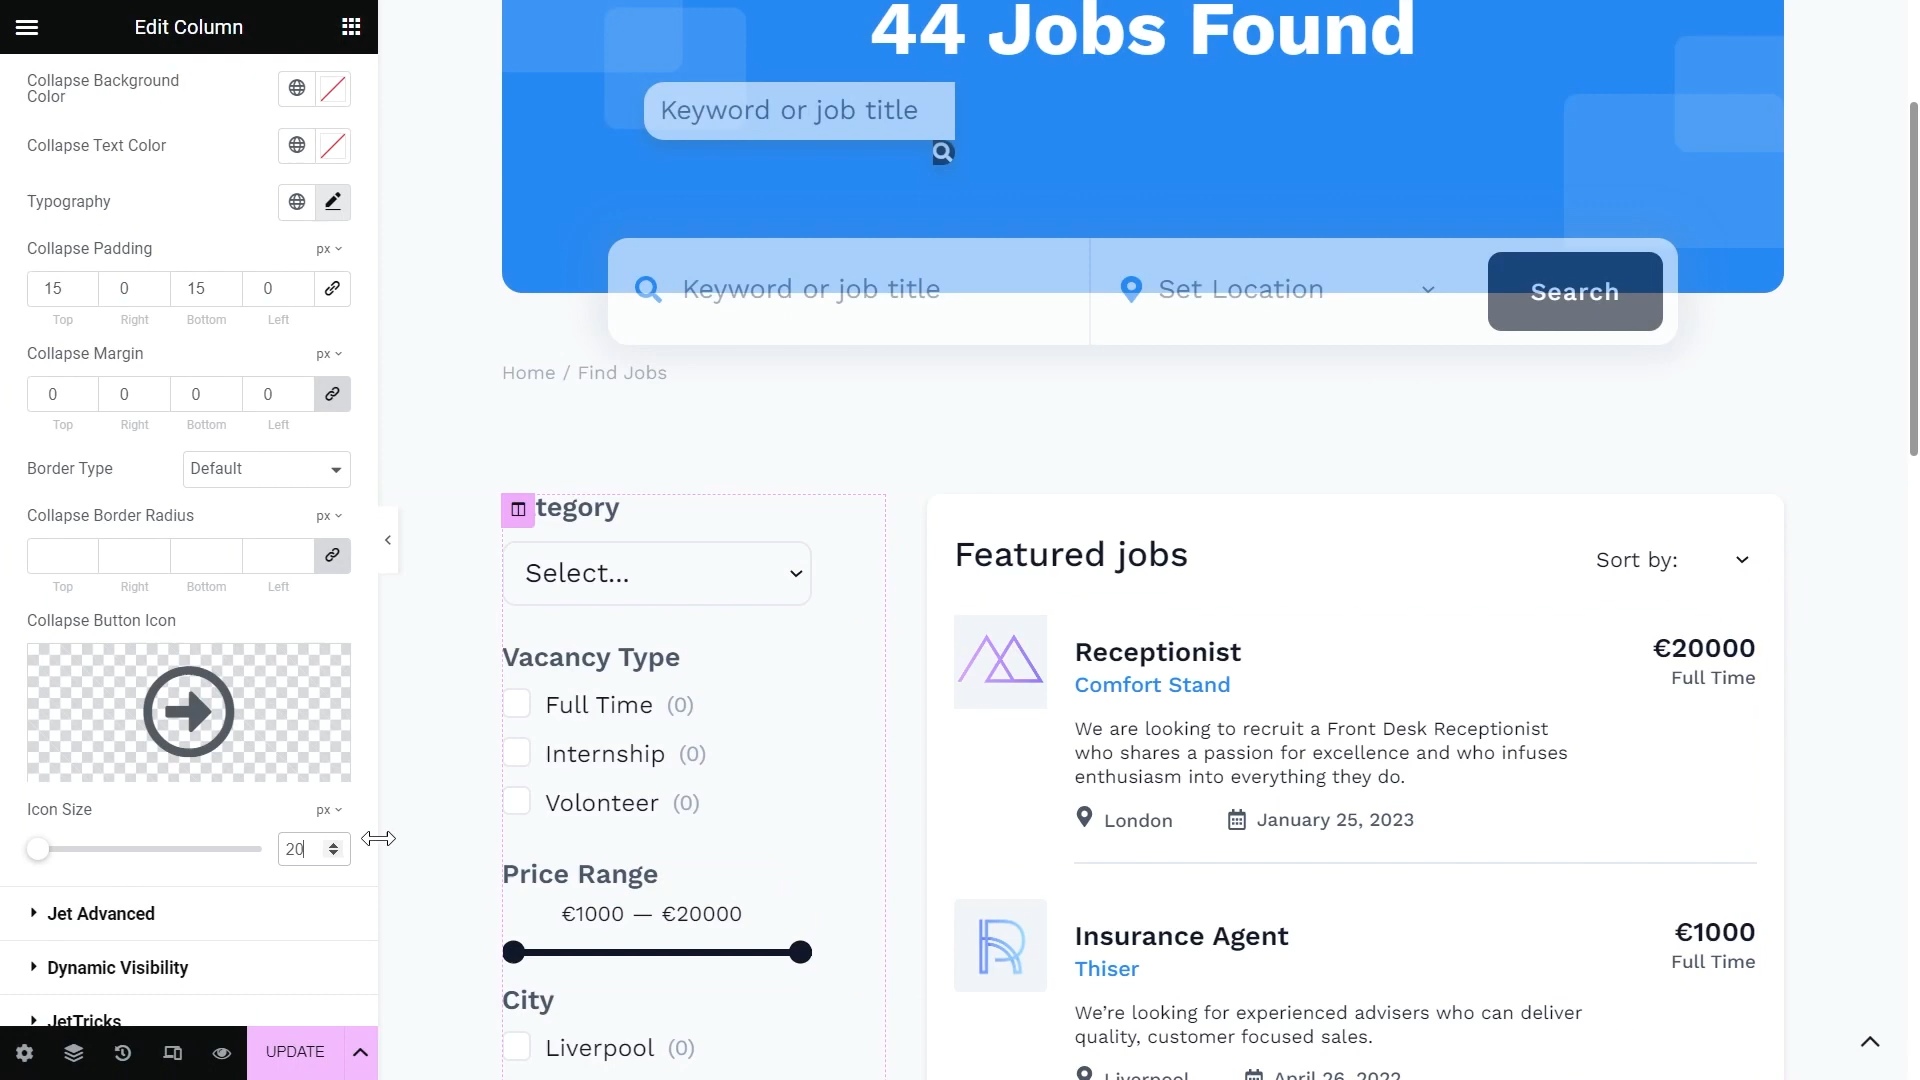 Edit Column
Collapse Background
Color
Collapse Text Color
Typography
Collapse Padding
px
15 0 15 0
Top Right Bottom Left
Collapse Margin
px
0 0 0 0
Top Right Bottom Left
Border Type
Default
Collapse Border Radius
px
Top Right Bottom Left
Collapse Button Icon
Icon Size
px
20
Jet Advanced
Dynamic Visibility
JetTricks
UPDATE
44 Jobs Found
Keyword or job title
Keyword or job title
Set Location
Search
Home / Find Jobs
tegory
Select...
Vacancy Type
Full Time (0)
Internship (0)
Volonteer (0)
Price Range
€1000 — €20000
City
Liverpool (0)
Featured jobs
Sort by:
Receptionist
€20000
Comfort Stand
Full Time
We are looking to recruit a Front Desk Receptionist
who shares a passion for excellence and who infuses
enthusiasm into everything they do.
London
January 25, 2023
Insurance Agent
€1000
Thiser
Full Time
We’re looking for experienced advisers who can deliver
quality, customer focused sales.
Liverpool
April 26, 2022